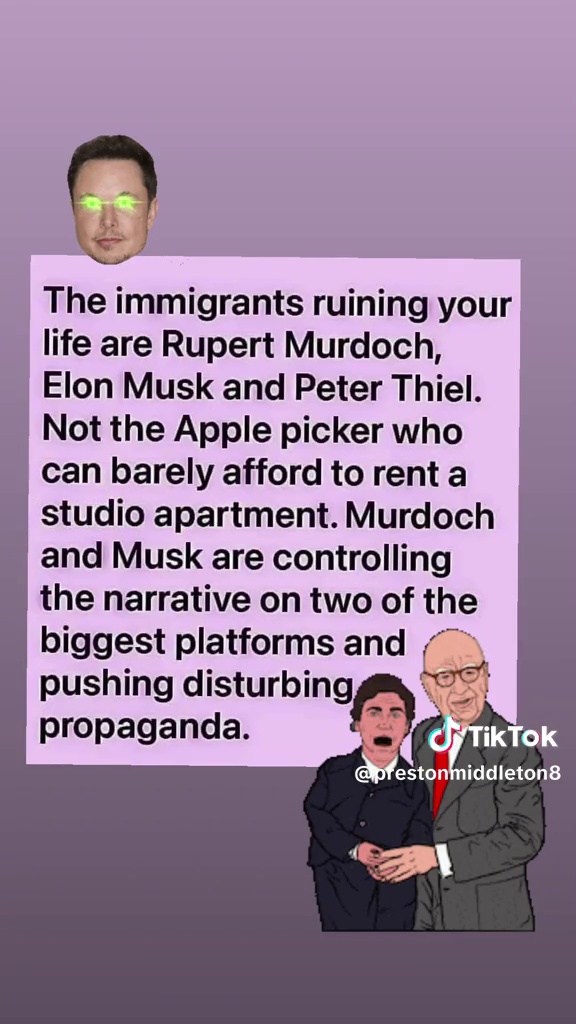 The immigrants ruining your
life are Rupert Murdoch,
Elon Musk and Peter Thiel.
Not the Apple picker who
can barely afford to rent a
studio apartment. Murdoch
and Musk are controlling
the narrative on two of the
biggest platforms and
pushing disturbing
propaganda.
TikTok
@prestonmiddleton8